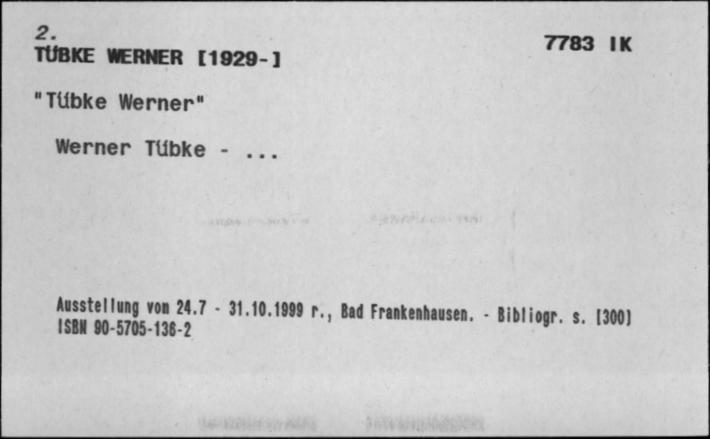 2.
TÜBKE WERNER [1929-]
7783 IK
"Tübke Werner"
Werner Tübke - ...
Ausstellung von 24.7 - 31.10.1999 r., Bad Frankenhausen. - Bibliogr. s. [300]
ISBN 90-5705-136-2